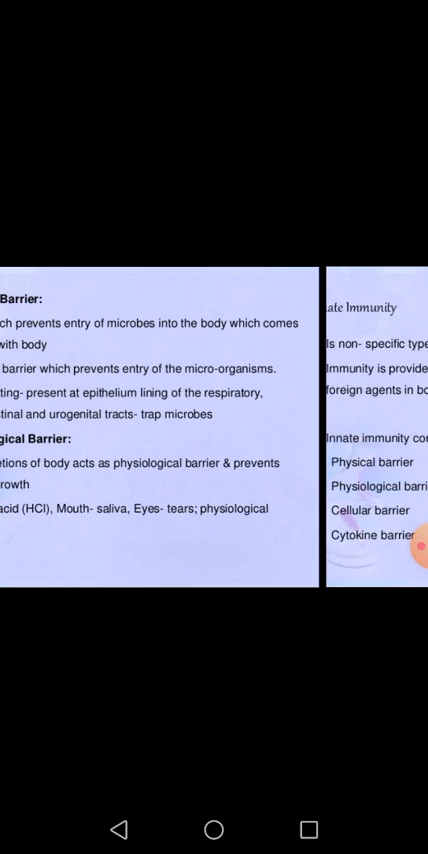 Barrier:
ch prevents entry of microbes into the body which comes
with body
barrier which prevents entry of the micro-organisms.
ting- present at epithelium lining of the respiratory,
stinal and urogenital tracts- trap microbes
gical Barrier:
etions of body acts as physiological barrier & prevents
rowth
acid (HCl), Mouth- saliva, Eyes- tears; physiological
ate Immunity
Is non- specific type
Immunity is provide
foreign agents in bo
Innate immunity co
Physical barrier
Physiological barri
Cellular barrier
Cytokine barrier